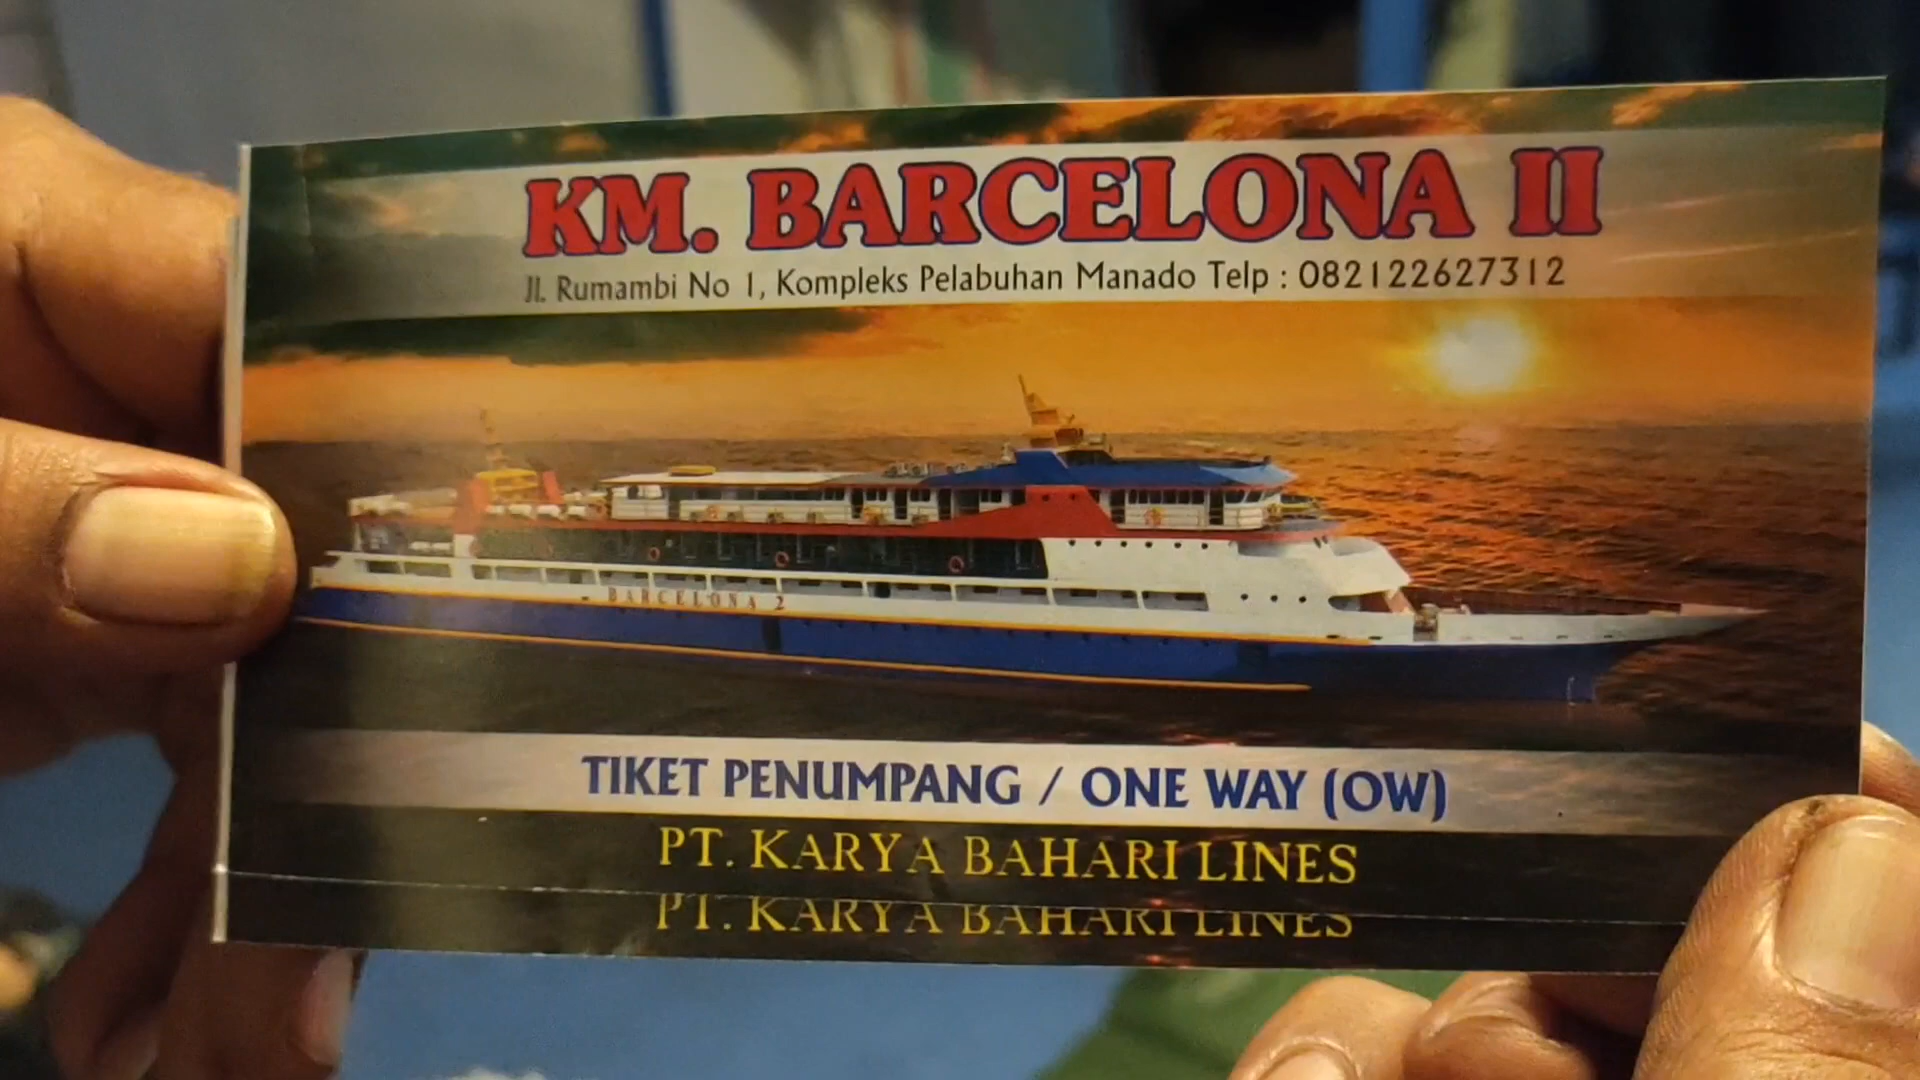 KM. BARCELONA II
Jl. Rumambi No 1, Kompleks Pelabuhan Manado Telp : 082122627312
BARCELONA 2
TIKET PENUMPANG / ONE WAY (OW)
PT. KARYA BAHARI LINES
PT. KARYA BAHARI LINES